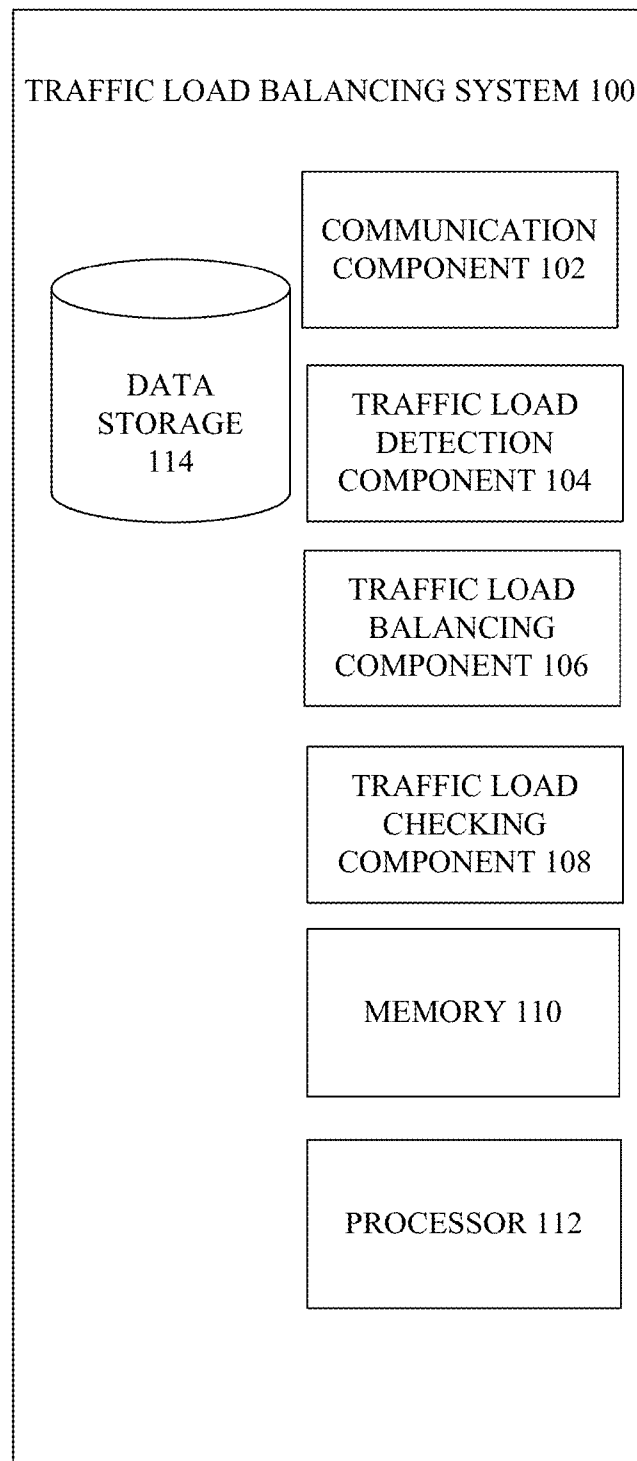 TRAFFIC LOAD BALANCING SYSTEM 100
COMMUNICATION
COMPONENT 102
DATA
STORAGE
114
TRAFFIC LOAD
DETECTION
COMPONENT 104
TRAFFIC LOAD
BALANCING
COMPONENT 106
TRAFFIC LOAD
CHECKING
COMPONENT 108
MEMORY 110
PROCESSOR 112